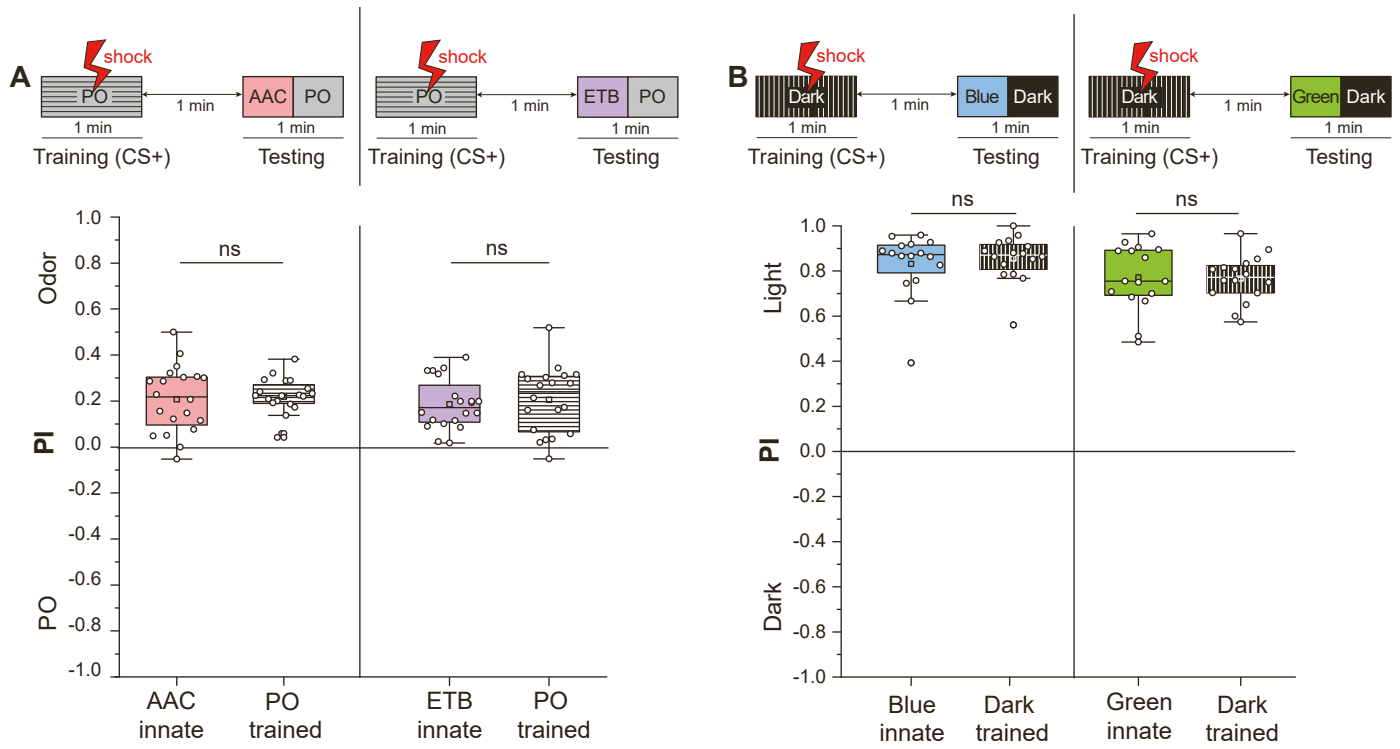 A
shock
PO
1 min
AAC
PO
1 min
1 min
Training (CS+)
Testing
shock
PO
1 min
ETB
PO
1 min
1 min
Training (CS+)
Testing
PI
PO
Odor
1.0
0.8
0.6
0.4
0.2
0.0
-0.2
-0.4
-0.6
-0.8
-1.0
ns
ns
AAC
innate
PO
trained
ETB
innate
PO
trained
B
shock
Dark
1 min
Blue
Dark
1 min
1 min
Training (CS+)
Testing
shock
Dark
1 min
Green
Dark
1 min
1 min
Training (CS+)
Testing
PI
Dark
Light
1.0
0.8
0.6
0.4
0.2
0.0
-0.2
-0.4
-0.6
-0.8
-1.0
ns
ns
Blue
innate
Dark
trained
Green
innate
Dark
trained